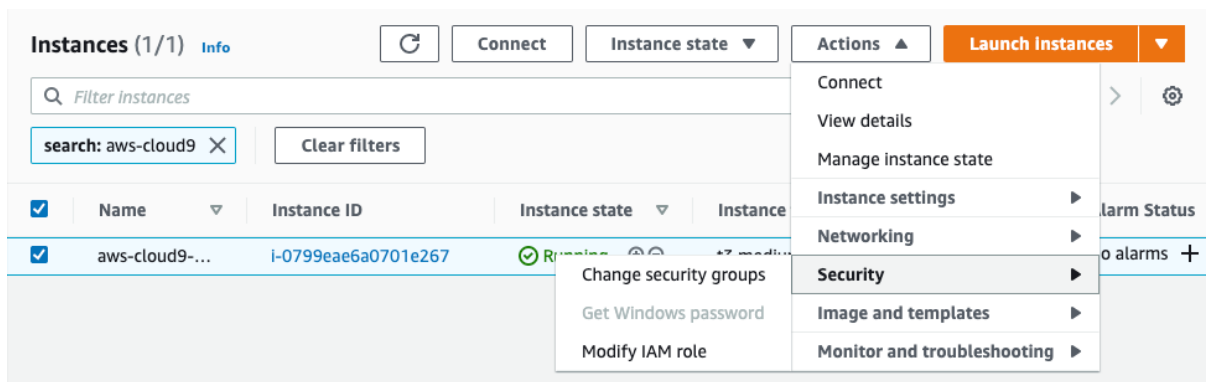 Instances (1/1) Info
Connect
Instance state
Actions
Launch instances
Filter instances
search: aws-cloud9
Clear filters
Connect
View details
Manage instance state
Instance settings
Networking
Security
Image and templates
Monitor and troubleshooting
Name
Instance ID
Instance state
Instance
Status
aws-cloud9-...
i-0799eae6a0701e267
alarms
Change security groups
Get Windows password
Modify IAM role